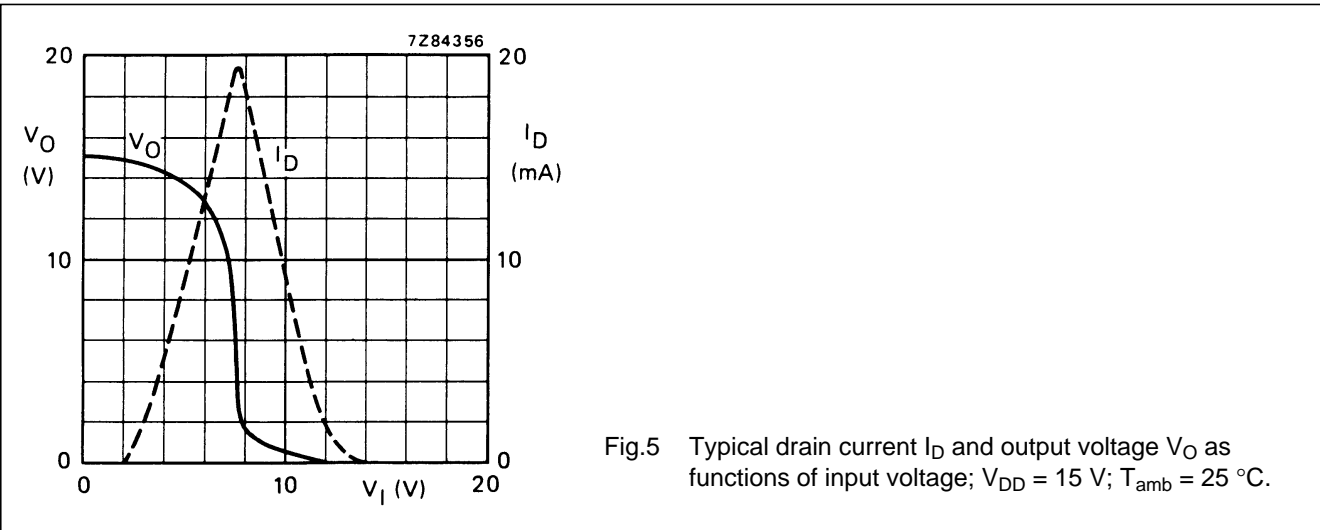 7Z84356
20
20
V_O
(V)
V_O
I_D
I_D
(mA)
10
10
0
0
0
10
V_I (V)
20
Fig.5 Typical drain current I_D and output voltage V_O as
functions of input voltage; V_DD = 15 V; T_amb = 25 °C.